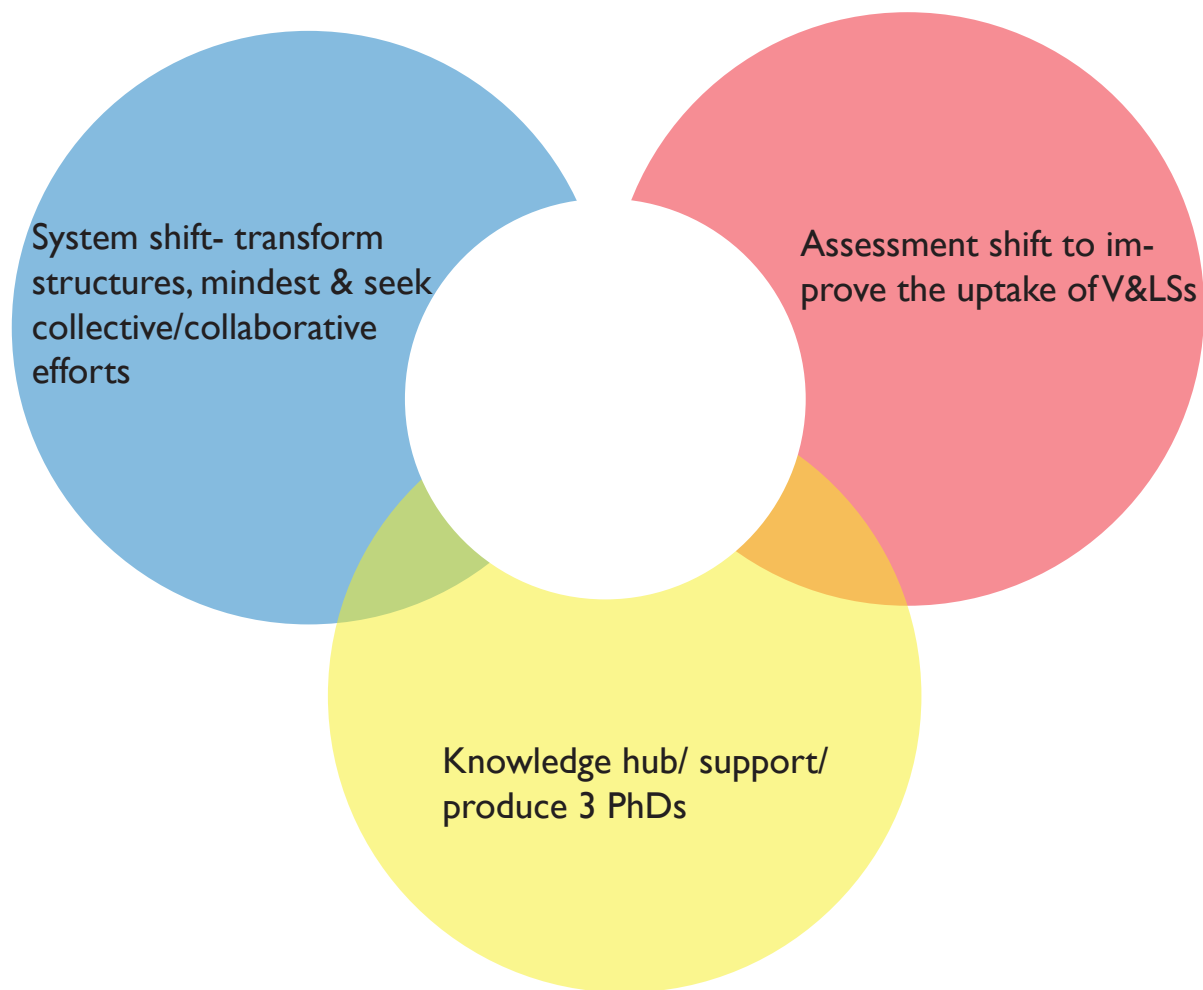 System shift- transform
structures, mindest & seek
collective/collaborative
efforts
Assessment shift to im-
prove the uptake of V&LSs
Knowledge hub/ support/
produce 3 PhDs